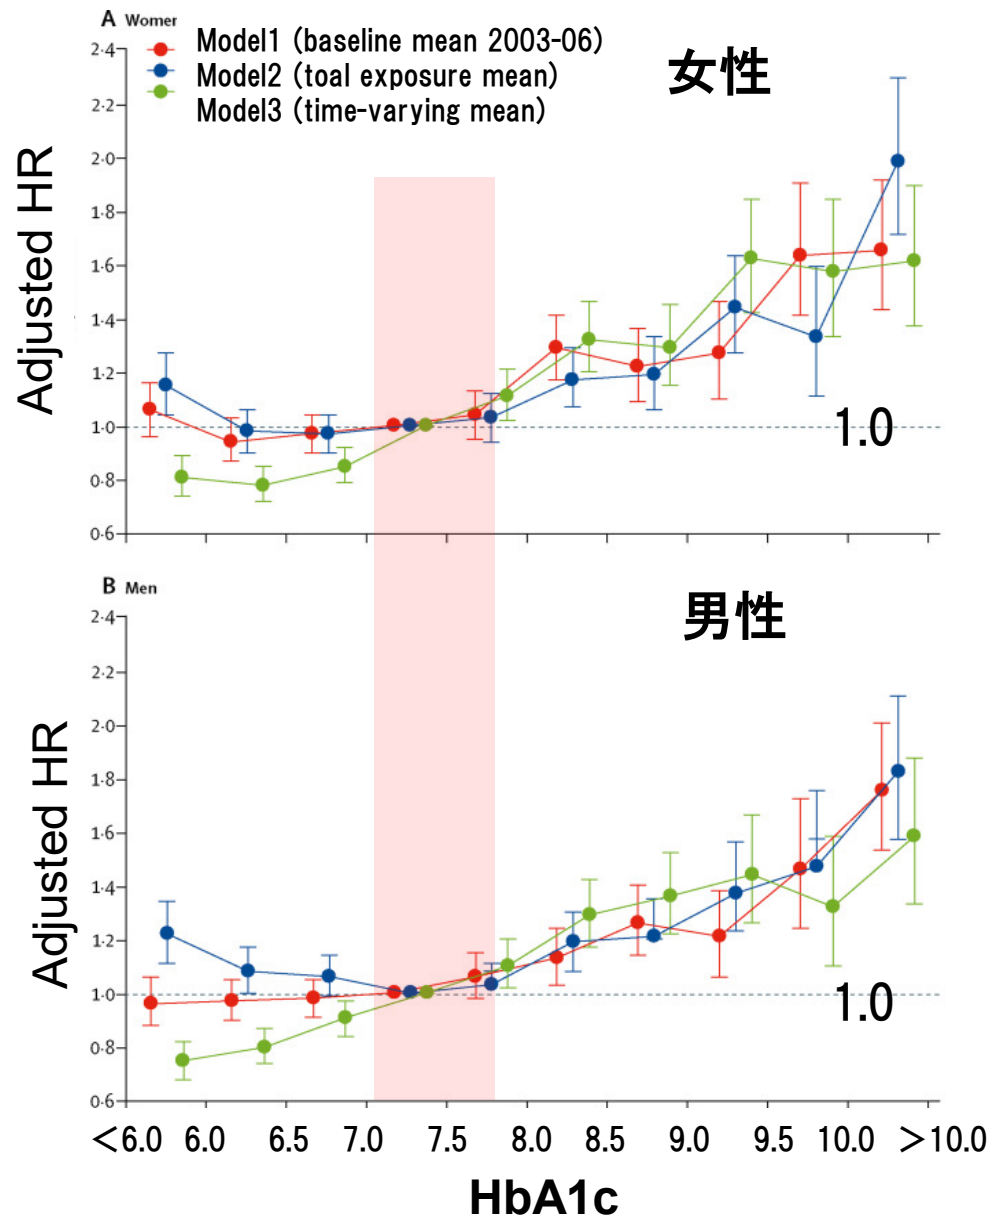 A Women
Model1 (baseline mean 2003-06)
Model2 (toal exposure mean)
Model3 (time-varying mean)
女性
Adjusted HR
2·4
2·2
2·0
1·8
1·6
1·4
1·2
1·0
0·8
0·6
1.0
B Men
男性
Adjusted HR
2·4
2·2
2·0
1·8
1·6
1·4
1·2
1·0
0·8
0·6
1.0
<6.0 6.0 6.5 7.0 7.5 8.0 8.5 9.0 9.5 10.0 >10.0
HbA1c